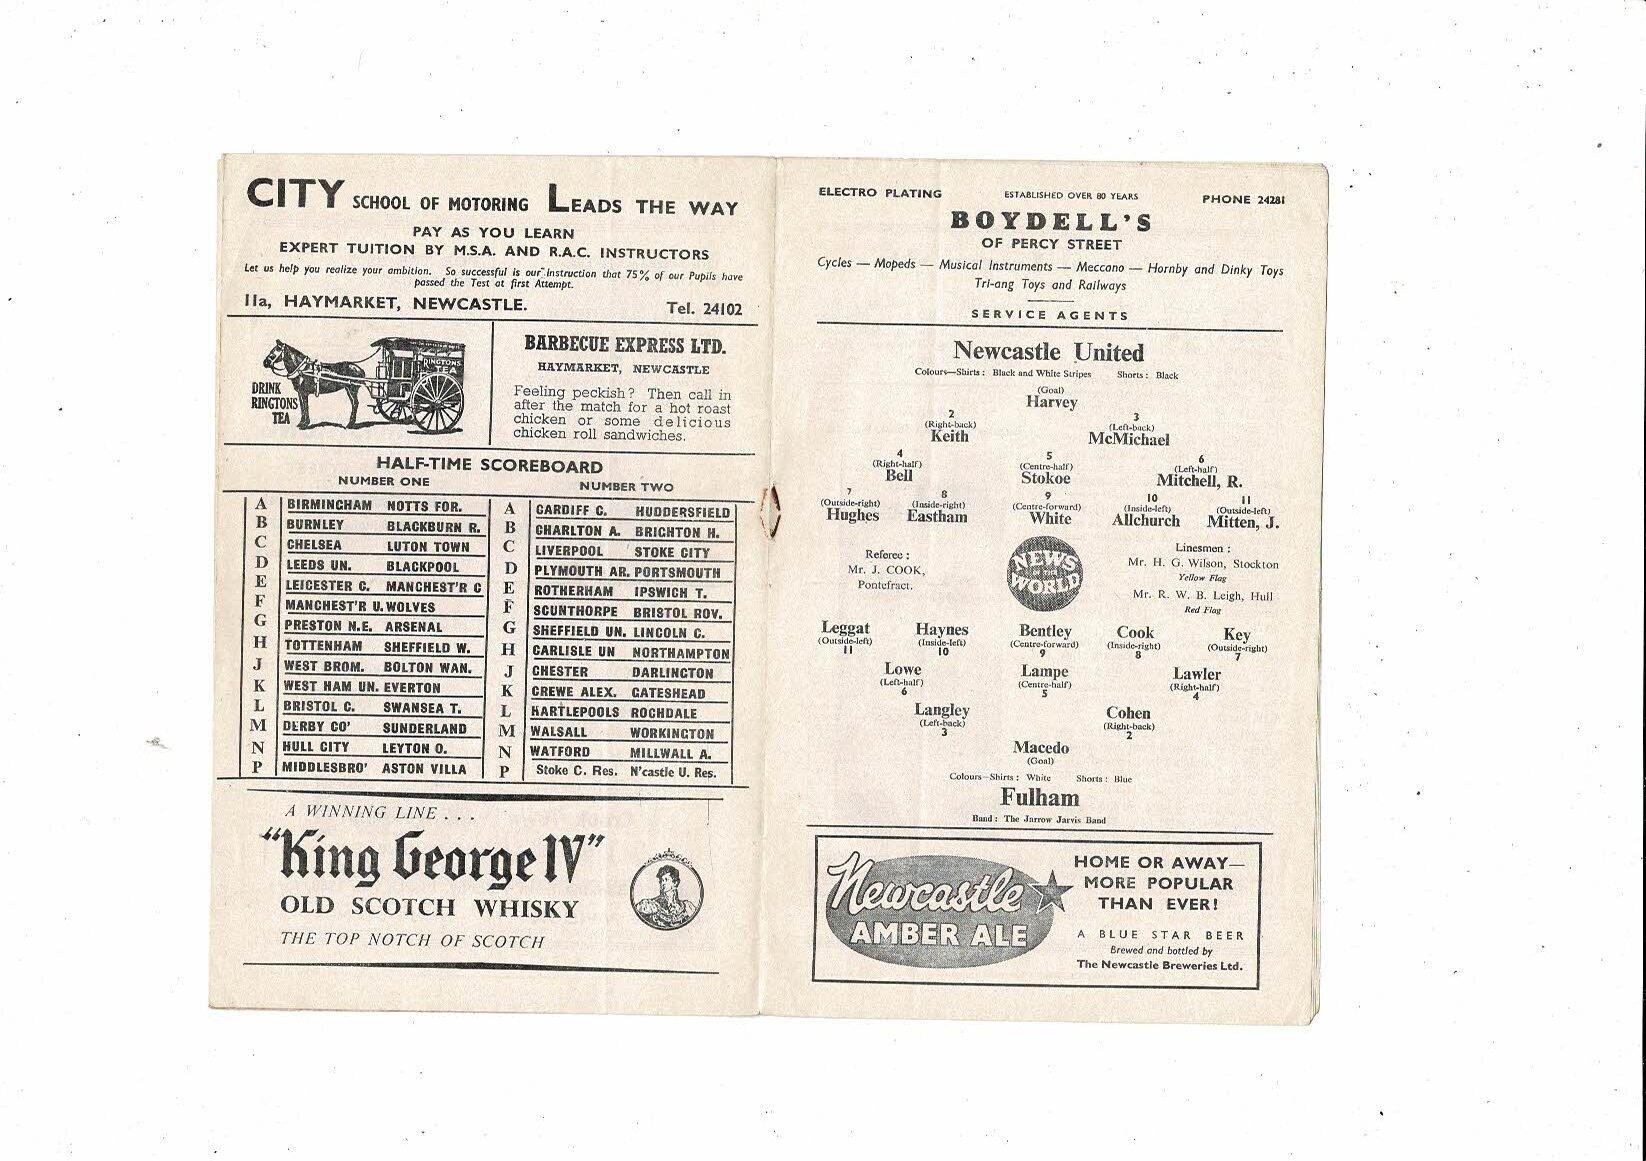 CITY SCHOOL OF MOTORING LEADS THE WAY
PAY AS YOU LEARN
EXPERT TUITION BY M.S.A. AND R.A.C. INSTRUCTORS
Let us help you realize your ambition. So successful is our instruction that 75% of our Pupils have
passed the Test at first Attempt.
11a, HAYMARKET, NEWCASTLE. Tel. 24102
RINGTONS
TEA
DRINK
RINGTONS
TEA
BARBECUE EXPRESS LTD.
HAYMARKET, NEWCASTLE
Feeling peckish? Then call in
after the match for a hot roast
chicken or some delicious
chicken roll sandwiches.
HALF-TIME SCOREBOARD
NUMBER ONE
A BIRMINGHAM NOTTS FOR.
B BURNLEY BLACKBURN R.
C CHELSEA LUTON TOWN
D LEEDS UN. BLACKPOOL
E LEICESTER C. MANCHEST'R C
F MANCHEST'R U. WOLVES
G PRESTON N.E. ARSENAL
H TOTTENHAM SHEFFIELD W.
J WEST BROM. BOLTON WAN.
K WEST HAM UN. EVERTON
L BRISTOL C. SWANSEA T.
M DERBY CO' SUNDERLAND
N HULL CITY LEYTON O.
P MIDDLESBRO' ASTON VILLA
NUMBER TWO
A CARDIFF C. HUDDERSFIELD
B CHARLTON A. BRIGHTON H.
C LIVERPOOL STOKE CITY
D PLYMOUTH AR. PORTSMOUTH
E ROTHERHAM IPSWICH T.
F SCUNTHORPE BRISTOL ROV.
G SHEFFIELD UN. LINCOLN C.
H CARLISLE UN NORTHAMPTON
J CHESTER DARLINGTON
K CREWE ALEX. GATESHEAD
L HARTLEPOOLS ROCHDALE
M WALSALL WORKINGTON
N WATFORD MILLWALL A.
P Stoke C. Res. N'castle U. Res.
A WINNING LINE . . .
"King George IV"
OLD SCOTCH WHISKY
THE TOP NOTCH OF SCOTCH
ELECTRO PLATING ESTABLISHED OVER 80 YEARS PHONE 24281
BOYDELL'S
OF PERCY STREET
Cycles — Mopeds — Musical Instruments — Meccano — Hornby and Dinky Toys
Tri-ang Toys and Railways
SERVICE AGENTS
Newcastle United
Colours—Shirts : Black and White Stripes Shorts : Black
(Goal)
Harvey
2 3
(Right-back) (Left-back)
Keith McMichael
4 5 6
(Right-half) (Centre-half) (Left-half)
Bell Stokoe Mitchell, R.
7 8 9 10 11
(Outside-right) (Inside-right) (Centre-forward) (Inside-left) (Outside-left)
Hughes Eastham White Allchurch Mitten, J.
Referee :
Mr. J. COOK,
Pontefract.
NEWS
OF THE
WORLD
Linesmen :
Mr. H. G. Wilson, Stockton
Yellow Flag
Mr. R. W. B. Leigh, Hull
Red Flag
Leggat Haynes Bentley Cook Key
(Outside-left) (Inside-left) (Centre-forward) (Inside-right) (Outside-right)
11 10 9 8 7
Lowe Lampe Lawler
(Left-half) (Centre-half) (Right-half)
6 5 4
Langley Cohen
(Left-back) (Right-back)
3 2
Macedo
(Goal)
Colours—Shirts : White Shorts : Blue
Fulham
Band : The Jarrow Jarvis Band
Newcastle
AMBER ALE
HOME OR AWAY—
MORE POPULAR
THAN EVER!
A BLUE STAR BEER
Brewed and bottled by
The Newcastle Breweries Ltd.